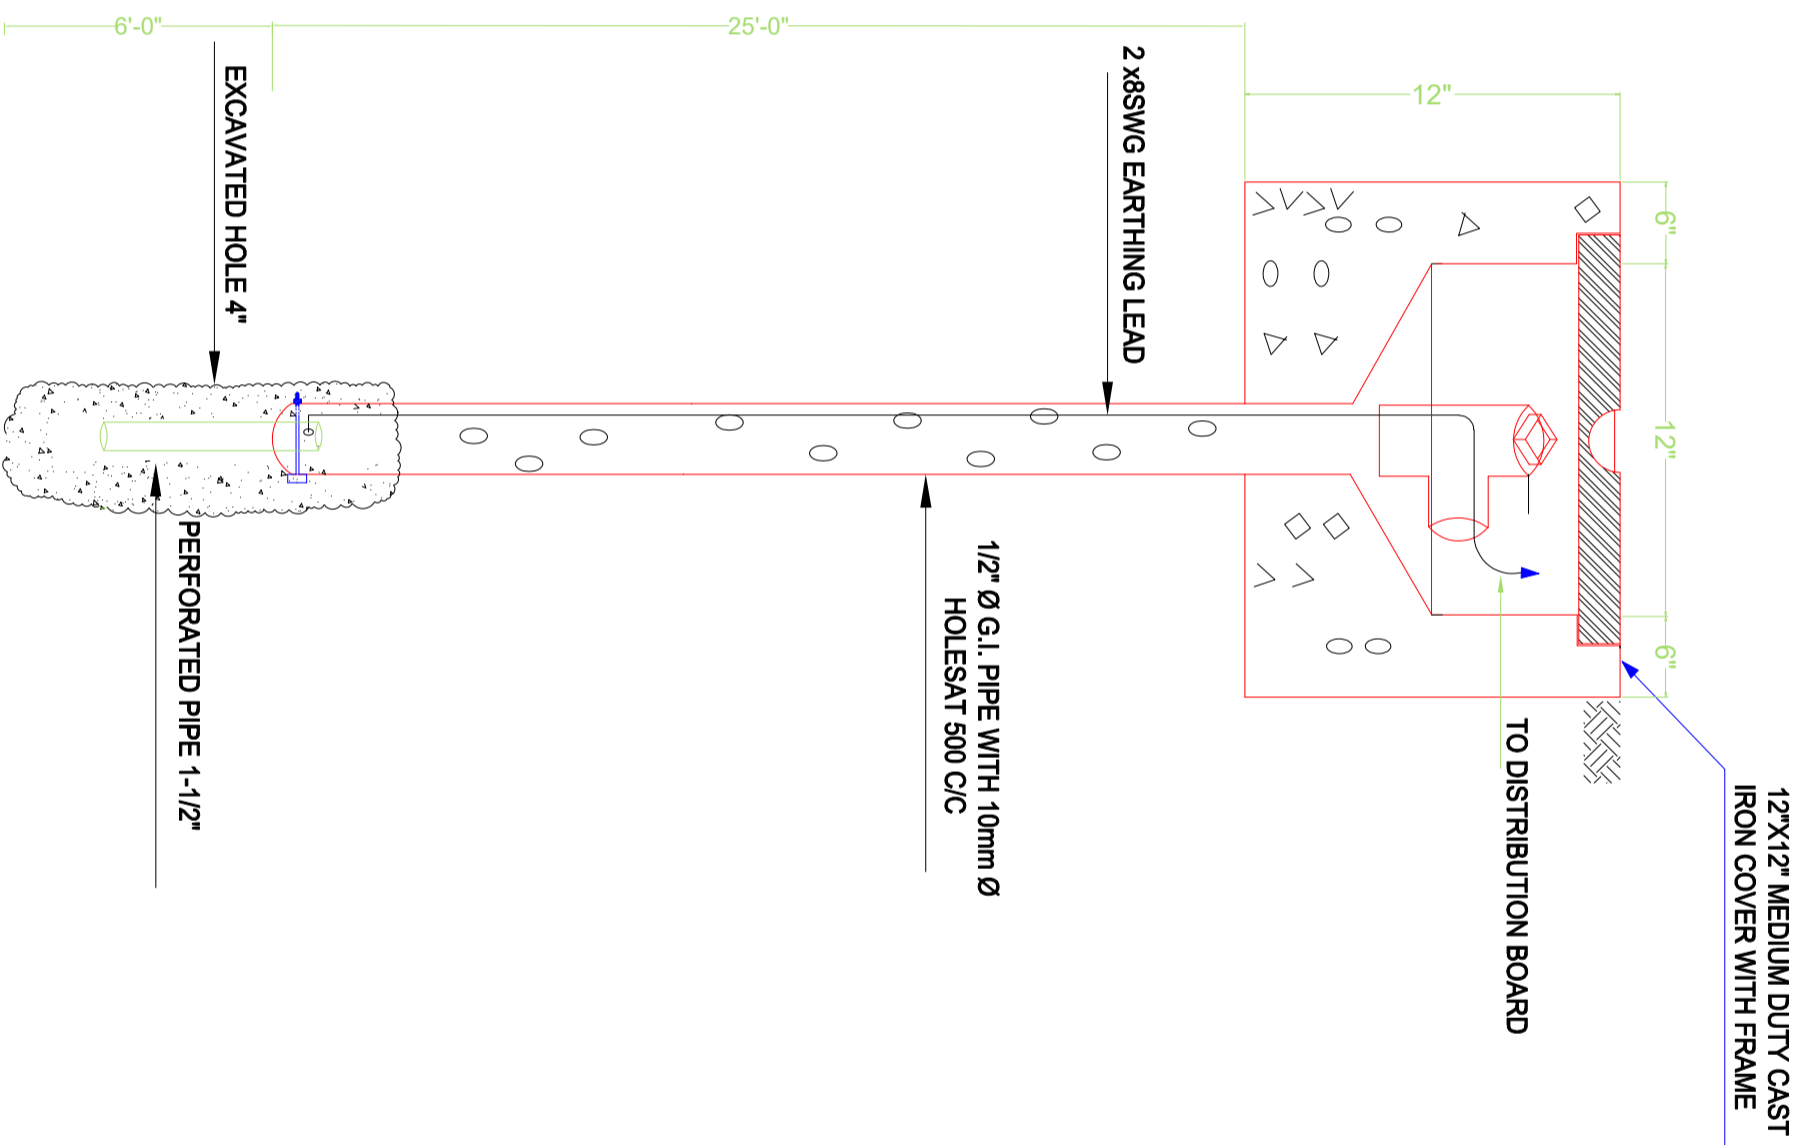 12"X12" MEDIUM DUTY CAST
IRON COVER WITH FRAME
6"
12"
6"
12"
TO DISTRIBUTION BOARD
2 x8SWG EARTHING LEAD
25'-0"
1/2" Ø G.I. PIPE WITH 10mm Ø
HOLESAT 500 C/C
EXCAVATED HOLE 4"
PERFORATED PIPE 1-1/2"
6'-0"